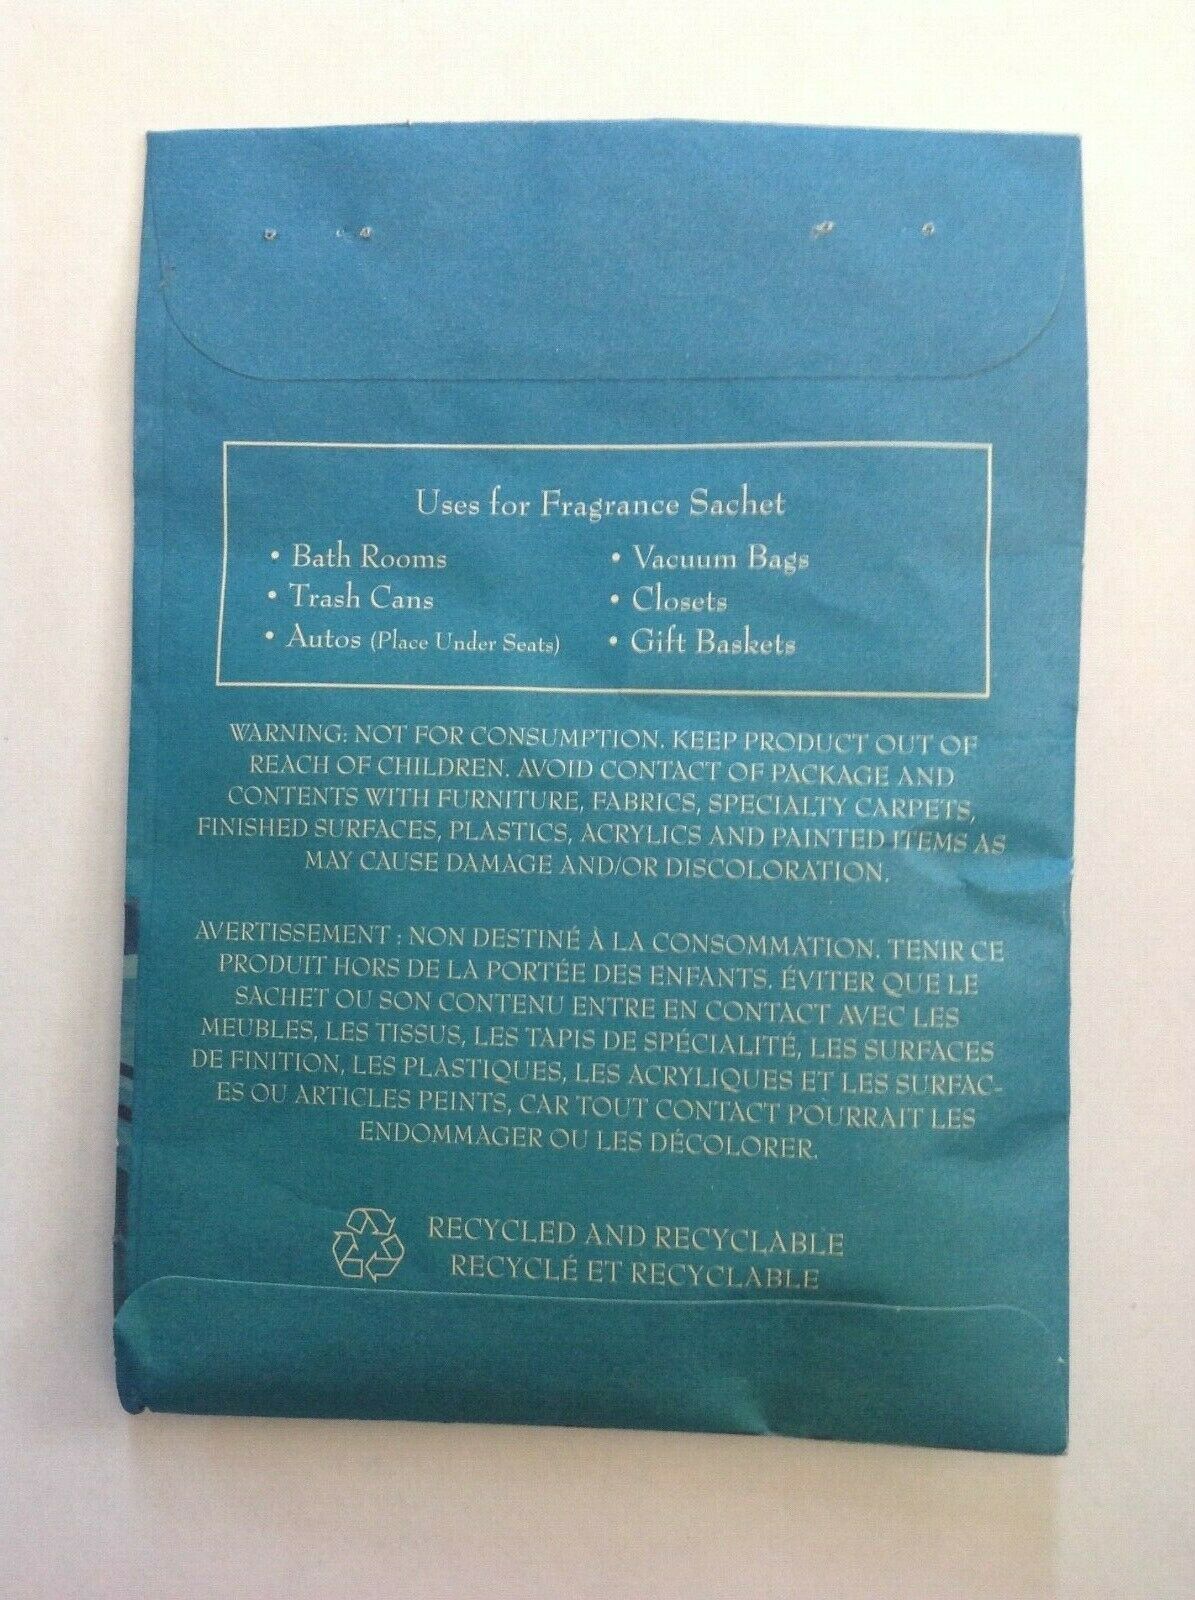 Uses for Fragrance Sachet
• Bath Rooms
• Trash Cans
• Autos (Place Under Seats)
• Vacuum Bags
• Closets
• Gift Baskets
WARNING: NOT FOR CONSUMPTION. KEEP PRODUCT OUT OF
REACH OF CHILDREN. AVOID CONTACT OF PACKAGE AND
CONTENTS WITH FURNITURE, FABRICS, SPECIALTY CARPETS,
FINISHED SURFACES, PLASTICS, ACRYLICS AND PAINTED ITEMS AS
MAY CAUSE DAMAGE AND/OR DISCOLORATION.
AVERTISSEMENT : NON DESTINÉ À LA CONSOMMATION. TENIR CE
PRODUIT HORS DE LA PORTÉE DES ENFANTS. ÉVITER QUE LE
SACHET OU SON CONTENU ENTRE EN CONTACT AVEC LES
MEUBLES, LES TISSUS, LES TAPIS DE SPÉCIALITÉ, LES SURFACES
DE FINITION, LES PLASTIQUES, LES ACRYLIQUES ET LES SURFAC-
ES OU ARTICLES PEINTS, CAR TOUT CONTACT POURRAIT LES
ENDOMMAGER OU LES DÉCOLORER.
RECYCLED AND RECYCLABLE
RECYCLÉ ET RECYCLABLE